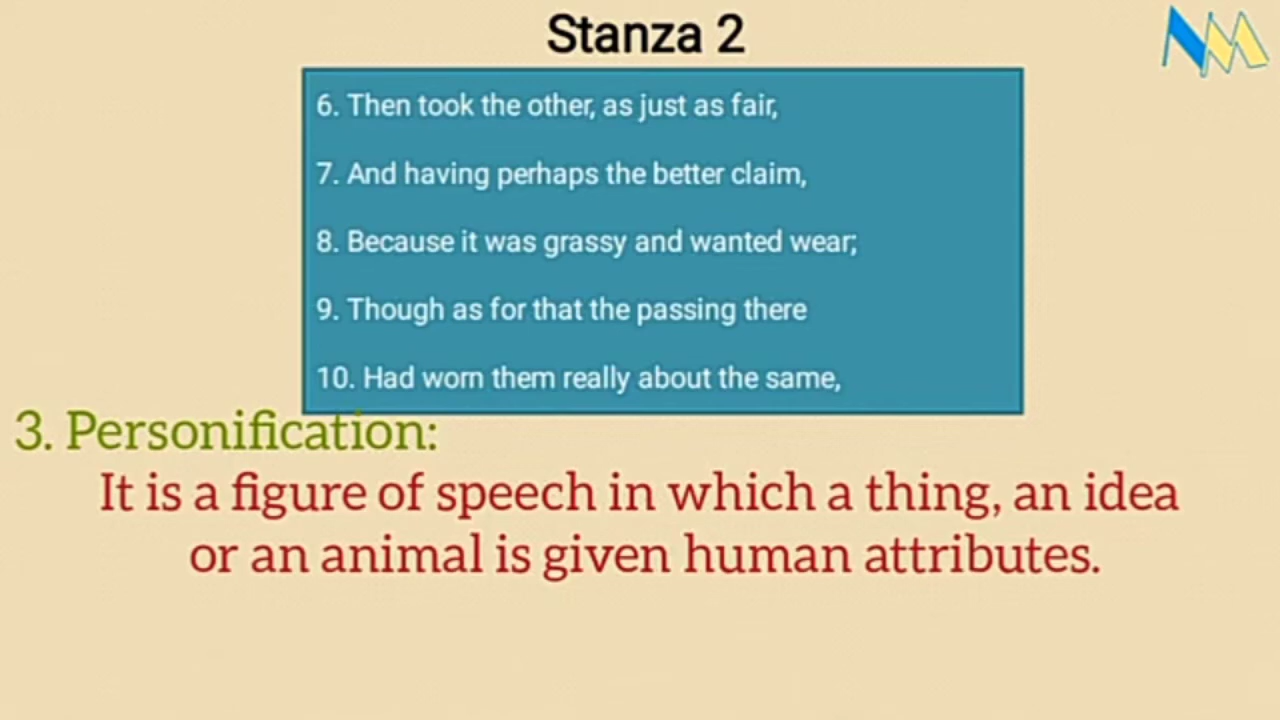 Stanza 2
6. Then took the other, as just as fair,
7. And having perhaps the better claim,
8. Because it was grassy and wanted wear;
9. Though as for that the passing there
10. Had worn them really about the same,
3. Personification:
It is a figure of speech in which a thing, an idea
or an animal is given human attributes.